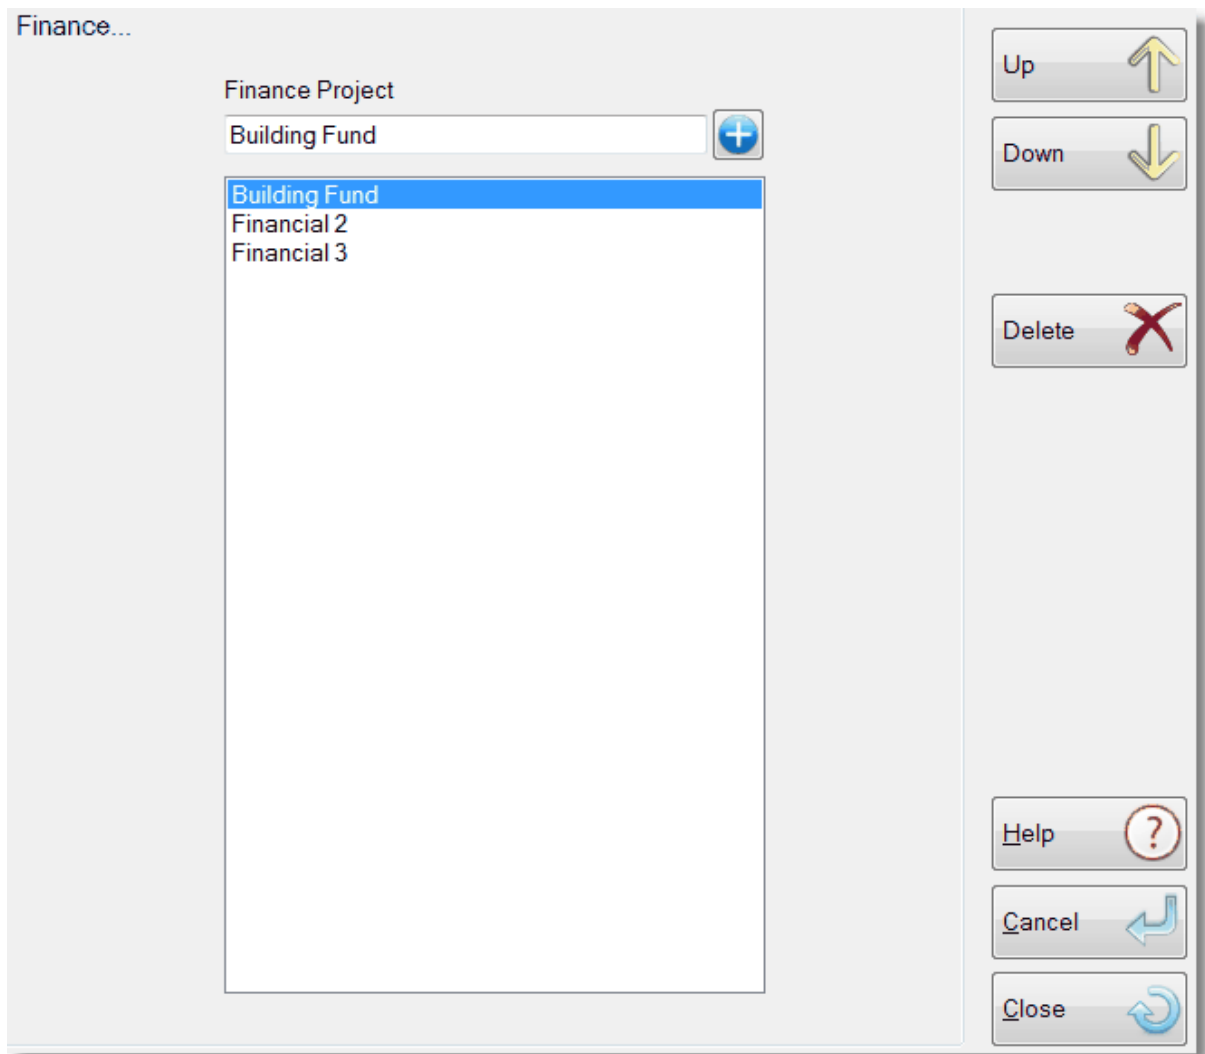 Finance...
Finance Project
Building Fund
Building Fund
Financial 2
Financial 3
Up
Down
Delete
Help
Cancel
Close